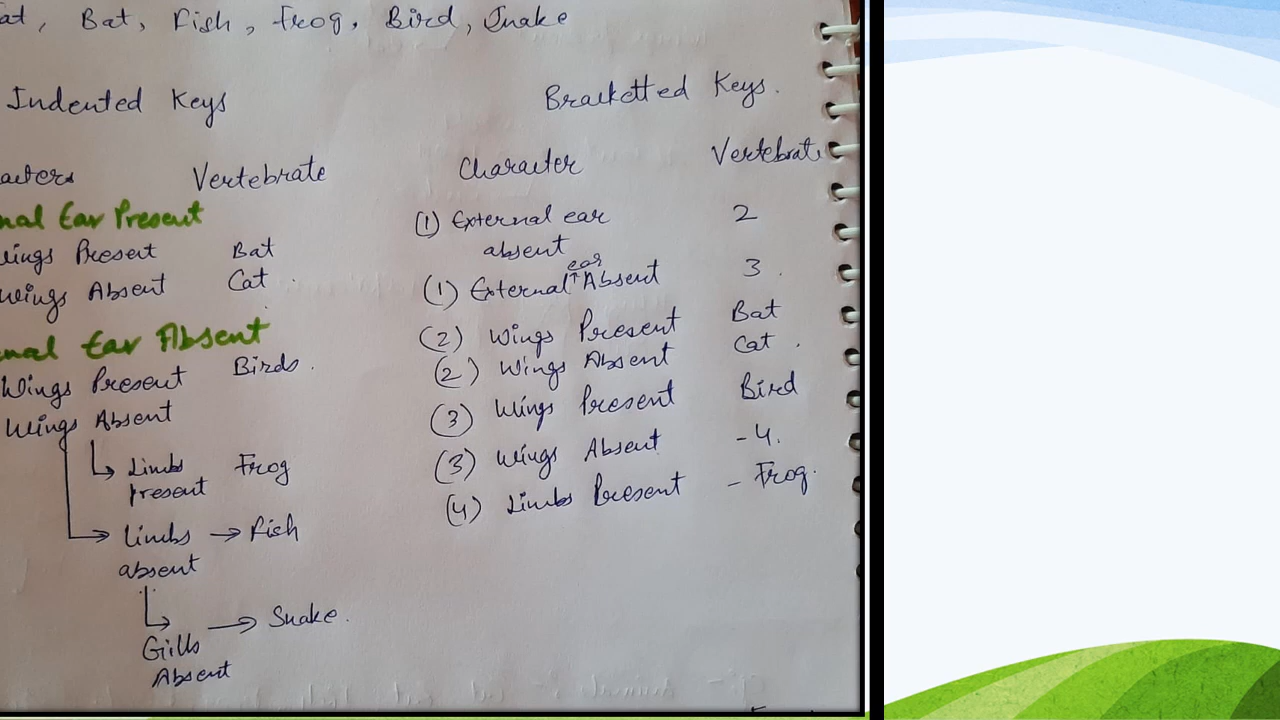 at, Bat, Fish, Frog, Bird, Snake
Indented Keys
Bracketted Keys.
acters Vertebrate
Character Vertebrate
nal Ear Present
Wings Present Bat
Wings Absent Cat.
nal Ear Absent
Wings Present Birds.
Wings Absent
Limbs Frog
present
Limbs → Fish
absent
→ Snake.
Gills
Absent
(1) External ear 2
absent
ear
(1) External Absent 3.
(2) Wings Present Bat
(2) Wings Absent Cat.
(3) Wings Present Bird
(3) Wings Absent - 4.
(4) Limbs Present - Frog.